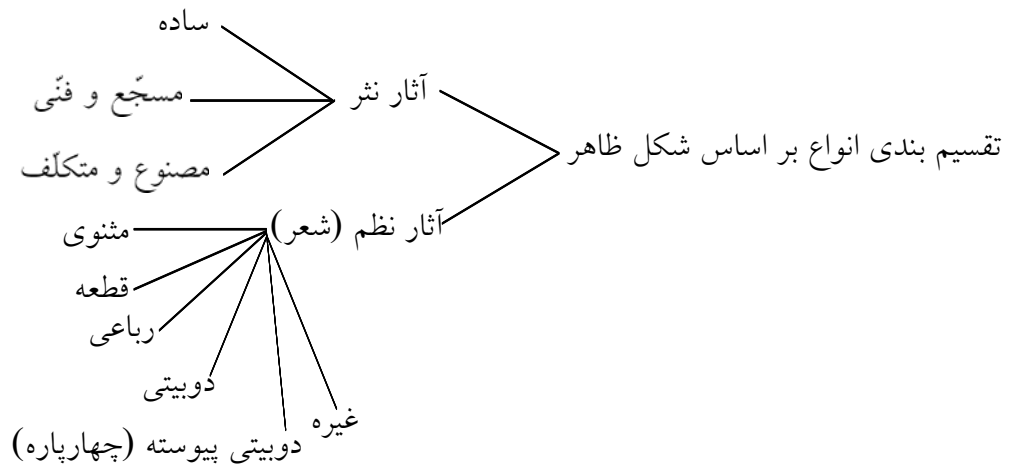 تقسیم بندی انواع بر اساس شکل ظاهر
آثار نثر
ساده
مسجّع و فنّی
مصنوع و متکلّف
آثار نظم (شعر)
مثنوی
قطعه
رباعی
دوبیتی
دوبیتی پیوسته (چهارپاره)
غیره